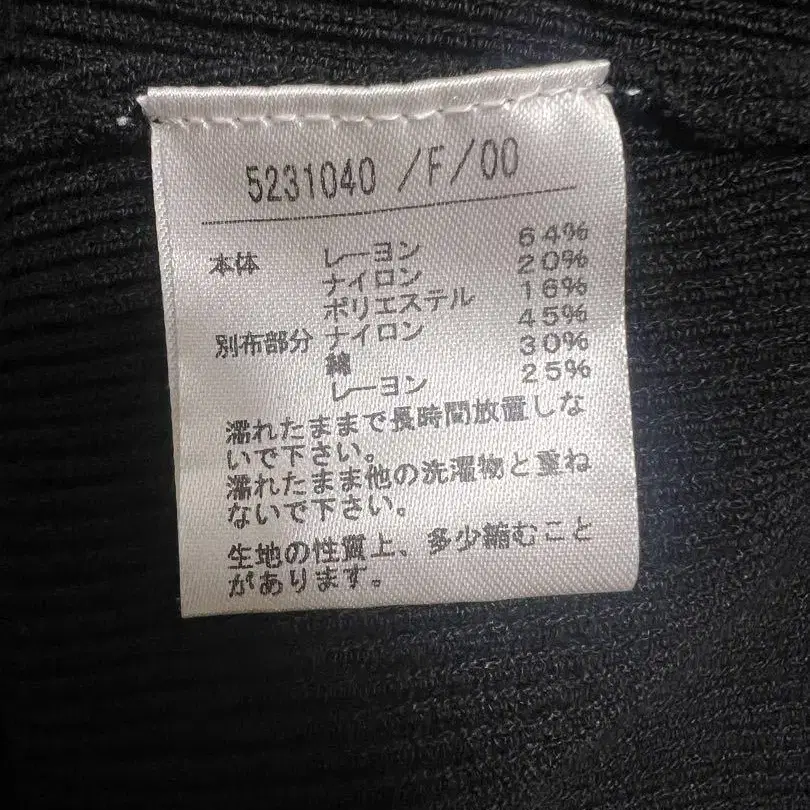 5231040 /F/00
本体 レーヨン 64%
ナイロン 20%
ポリエステル 16%
別布部分 ナイロン 45%
綿 30%
レーヨン 25%
濡れたままで長時間放置しな
いで下さい。
濡れたまま他の洗濯物と重ね
ないで下さい。
生地の性質上、多少縮むこと
があります。